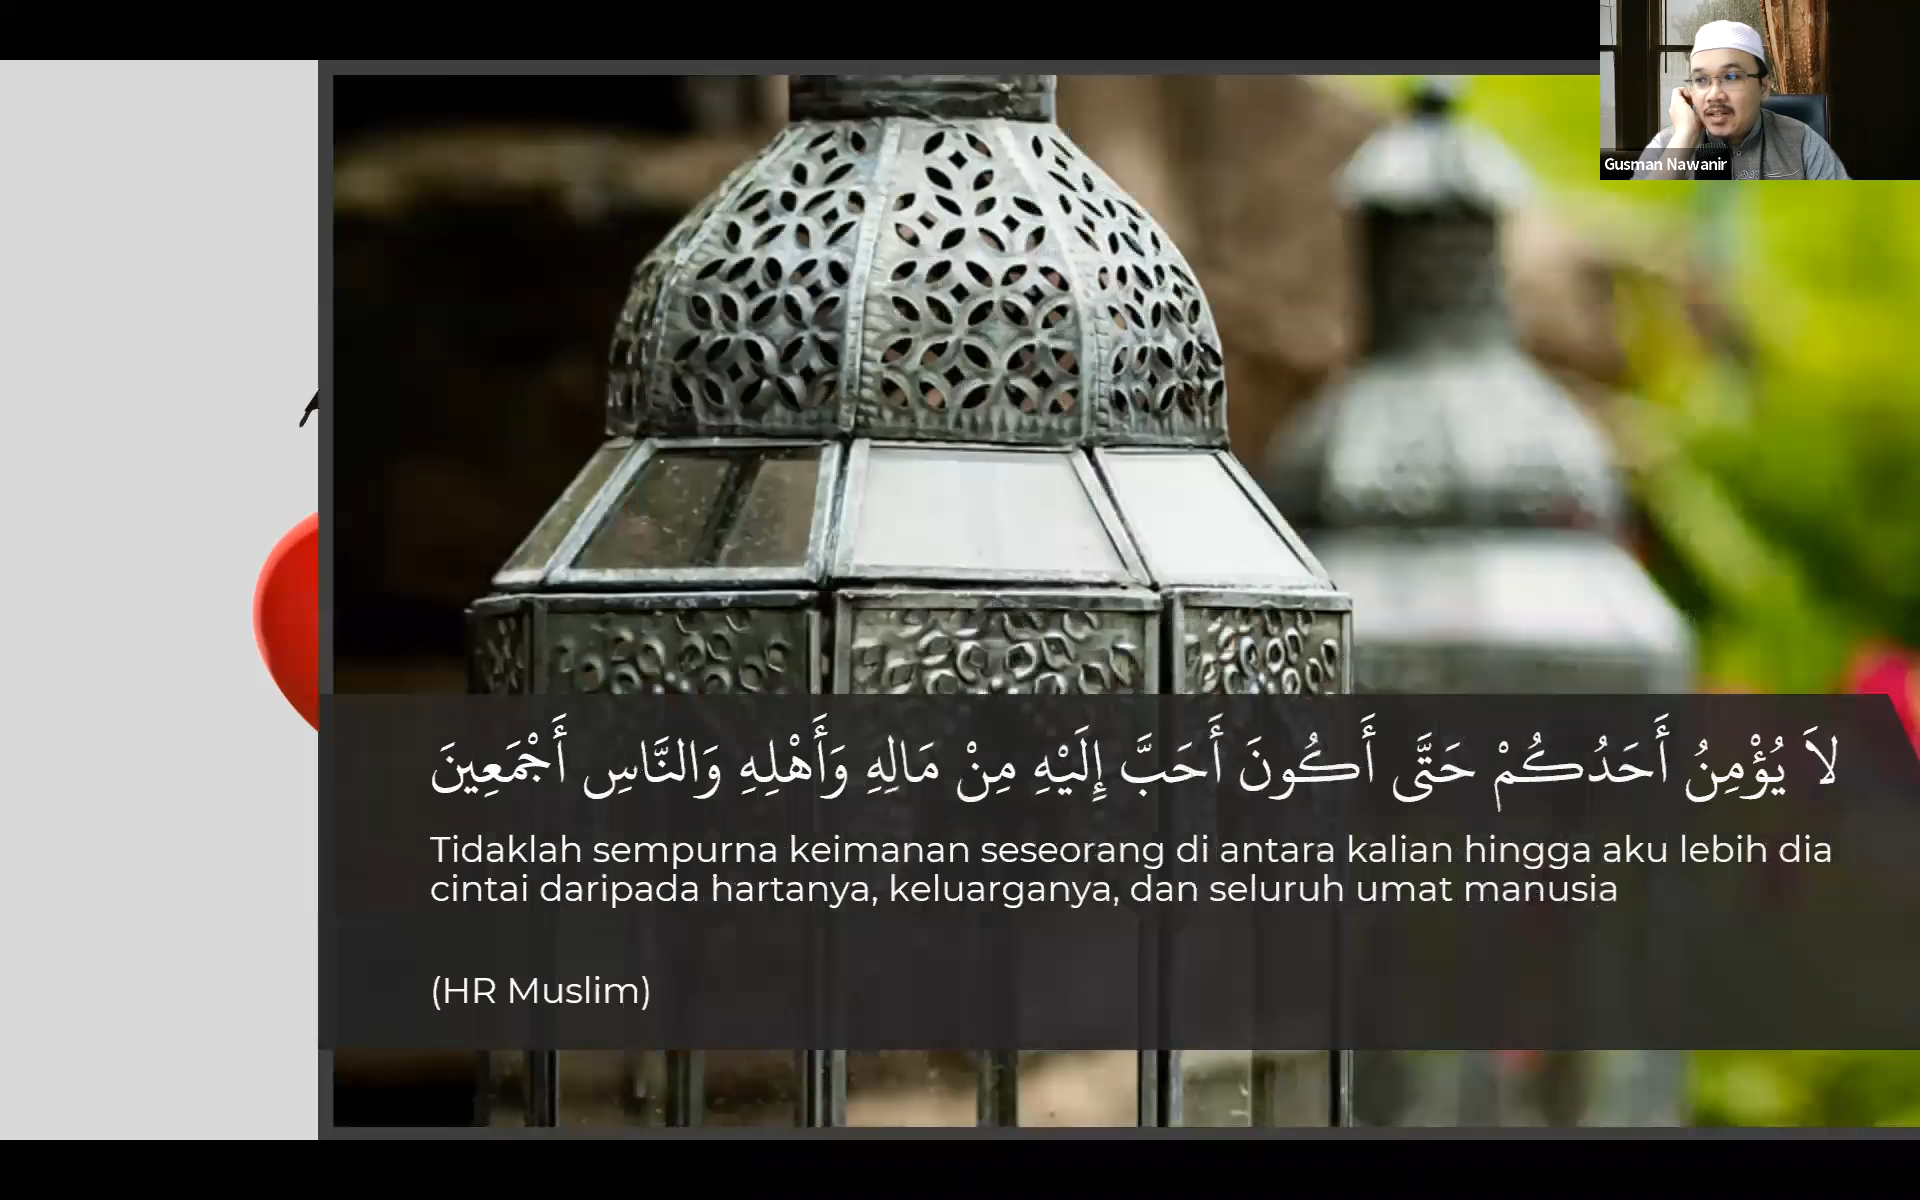 Gusman Nawanir
لاَ يُؤْمِنُ أَحَدُكُمْ حَتَّى أَكُونَ أَحَبَّ إِلَيْهِ مِنْ مَالِهِ وَأَهْلِهِ وَالنَّاسِ أَجْمَعِينَ
Tidaklah sempurna keimanan seseorang di antara kalian hingga aku lebih dia
cintai daripada hartanya, keluarganya, dan seluruh umat manusia
(HR Muslim)